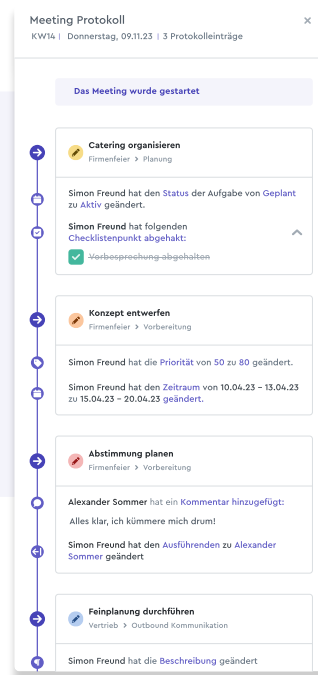 Meeting Protokoll
KW14 | Donnerstag, 09.11.23 | 3 Protokolleinträge
Das Meeting wurde gestartet
Catering organisieren
Firmenfeier > Planung
Simon Freund hat den Status der Aufgabe von Geplant
zu Aktiv geändert.
Simon Freund hat folgenden
Checklistenpunkt abgehakt:
Vorbesprechung abgehalten
Konzept entwerfen
Firmenfeier > Vorbereitung
Simon Freund hat die Priorität von 50 zu 80 geändert.
Simon Freund hat den Zeitraum von 10.04.23 – 13.04.23
zu 15.04.23 – 20.04.23 geändert.
Abstimmung planen
Firmenfeier > Vorbereitung
Alexander Sommer hat ein Kommentar hinzugefügt:
Alles klar, ich kümmere mich drum!
Simon Freund hat den Ausführenden zu Alexander
Sommer geändert
Feinplanung durchführen
Vertrieb > Outbound Kommunikation
Simon Freund hat die Beschreibung geändert